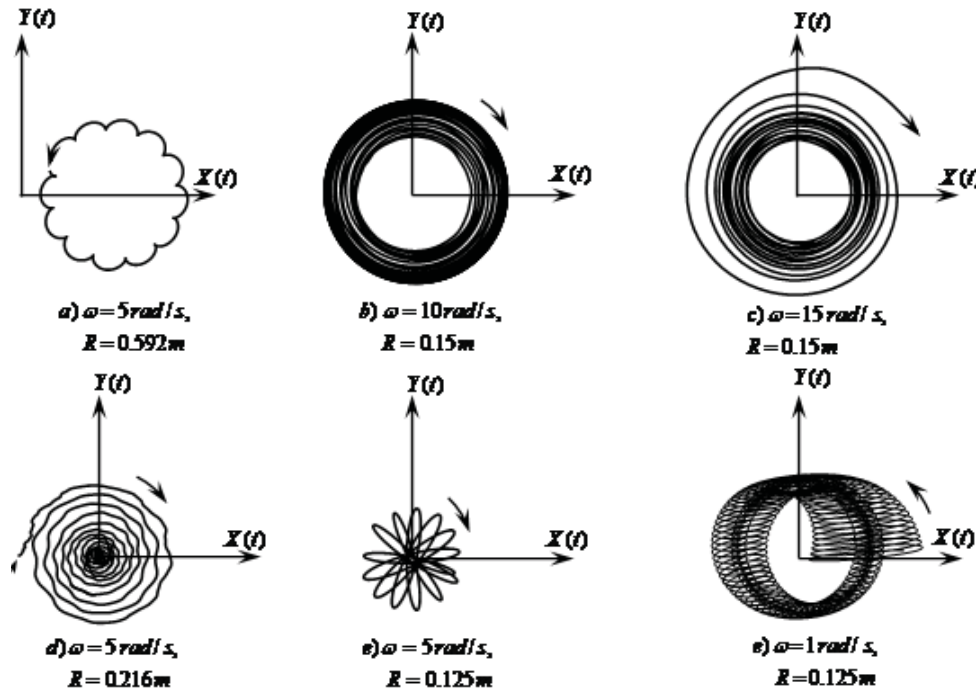 Y(t)
X(t)
a) ω=5rad/s,
R=0.592m
Y(t)
X(t)
b) ω=10rad/s,
R=0.15m
Y(t)
X(t)
c) ω=15rad/s,
R=0.15m
Y(t)
X(t)
d) ω=5rad/s,
R=0.216m
Y(t)
X(t)
e) ω=5rad/s,
R=0.125m
Y(t)
X(t)
e) ω=1rad/s,
R=0.125m